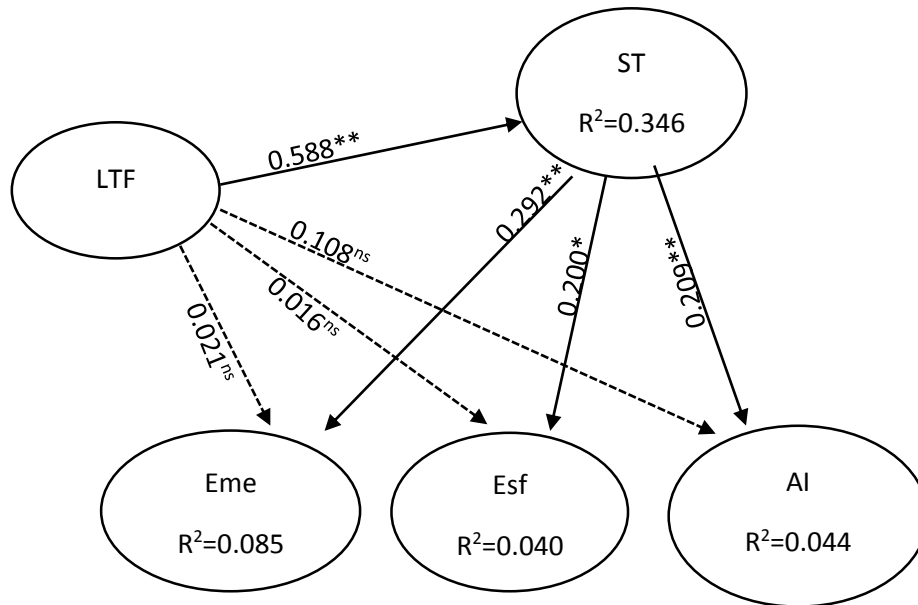 ST
R²=0.346
LTF
0.588**
0.292**
0.200*
0.209**
0.108ⁿˢ
0.016ⁿˢ
0.021ⁿˢ
Eme
R²=0.085
Esf
R²=0.040
AI
R²=0.044